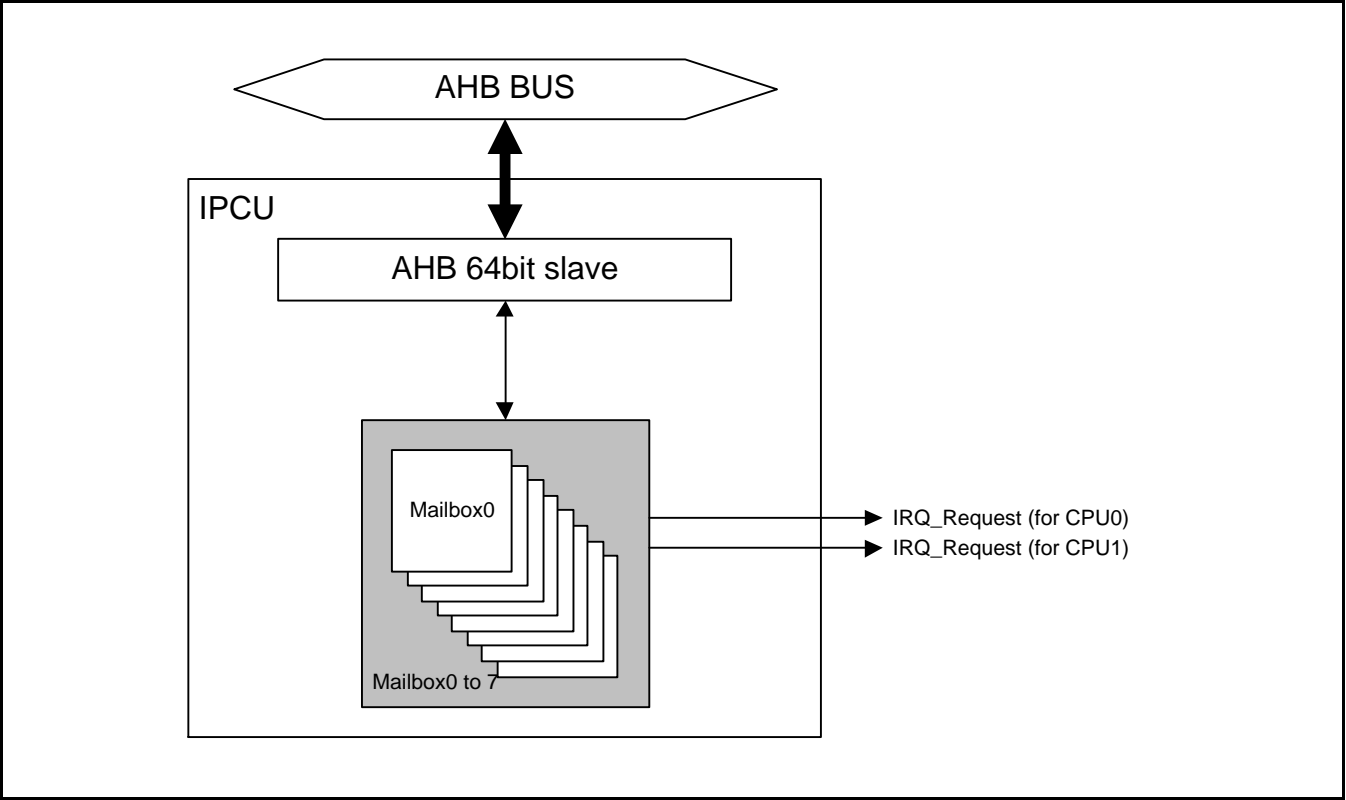 AHB BUS
IPCU
AHB 64bit slave
Mailbox0
IRQ_Request (for CPU0)
IRQ_Request (for CPU1)
Mailbox0 to 7